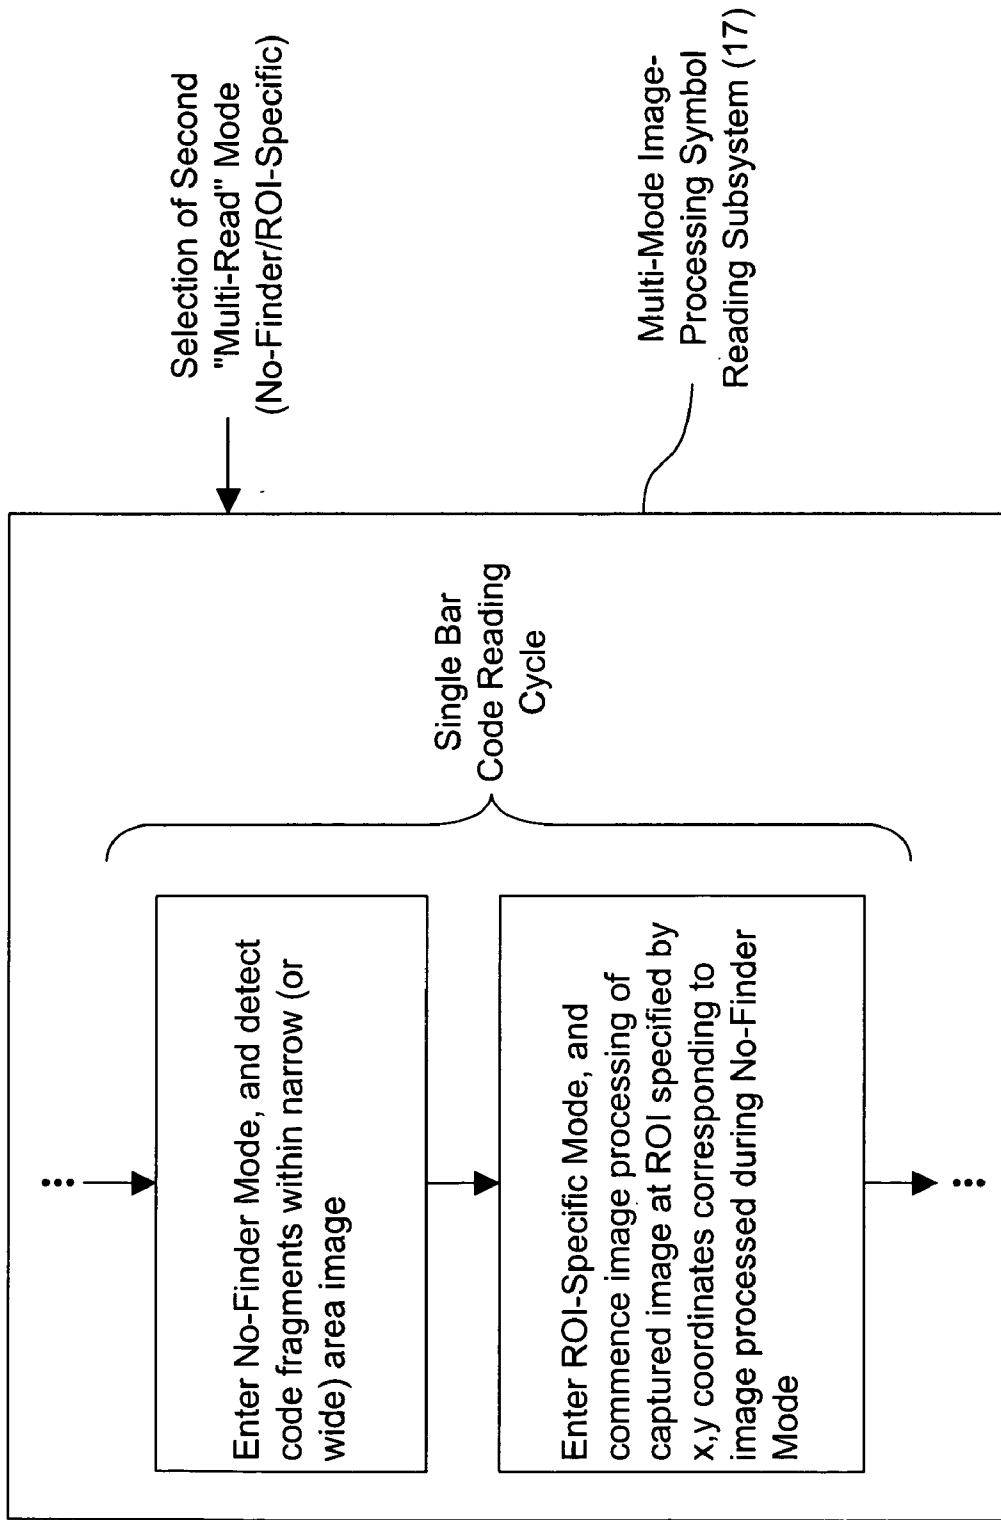 Selection of Second
"Multi-Read" Mode
(No-Finder/ROI-Specific)
Multi-Mode Image-
Processing Symbol
Reading Subsystem (17)
Single Bar
Code Reading
Cycle
Enter No-Finder Mode, and detect
code fragments within narrow (or
wide) area image
Enter ROI-Specific Mode, and
commence image processing of
captured image at ROI specified by
x,y coordinates corresponding to
image processed during No-Finder
Mode